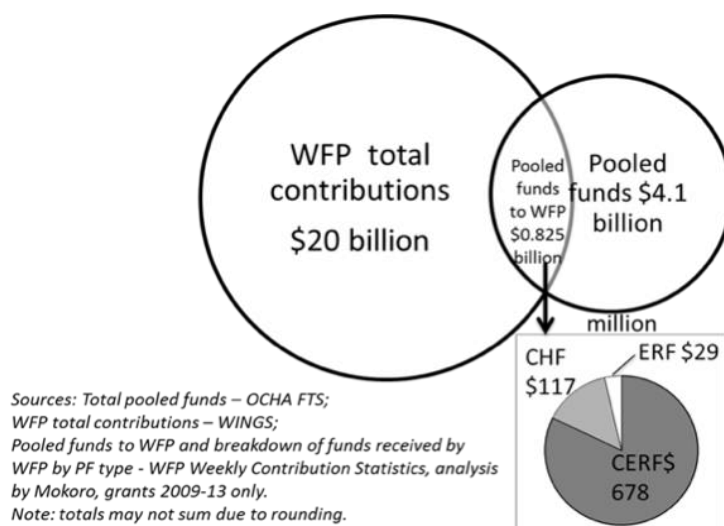 WFP total
contributions
$20 billion
Pooled
funds
to WFP
$0.825
billion
Pooled
funds $4.1
billion
million
CHF
$117
ERF $29
CERF$
678
Sources: Total pooled funds – OCHA FTS;
WFP total contributions – WINGS;
Pooled funds to WFP and breakdown of funds received by
WFP by PF type - WFP Weekly Contribution Statistics, analysis
by Mokoro, grants 2009-13 only.
Note: totals may not sum due to rounding.